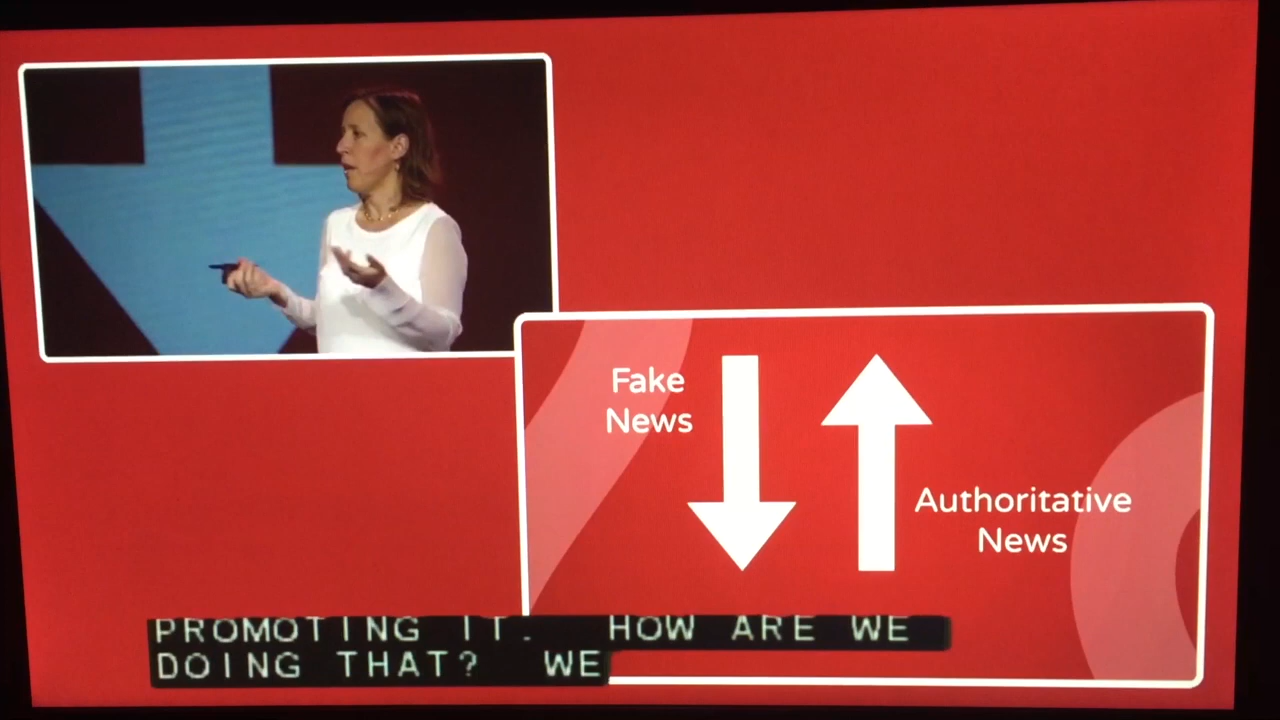 Fake
News
Authoritative
News
PROMOTING IT. HOW ARE WE
DOING THAT? WE